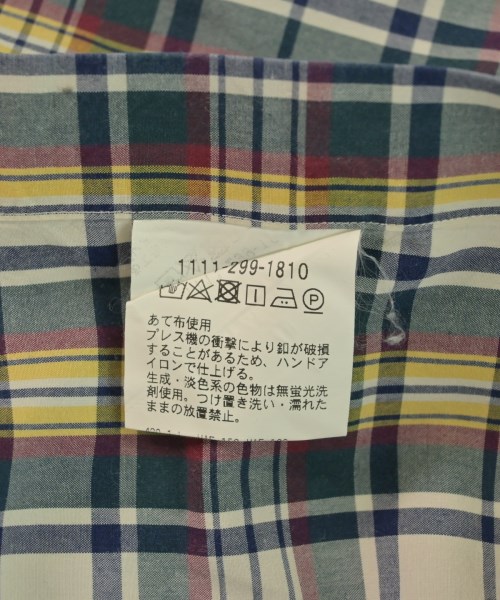 1111-299-1810
P
あて布使用
プレス機の衝撃により釦が破損
することがあるため、ハンドア
イロンで仕上げる。
生成・淡色系の色物は無蛍光洗
剤使用。つけ置き洗い・濡れた
ままの放置禁止。